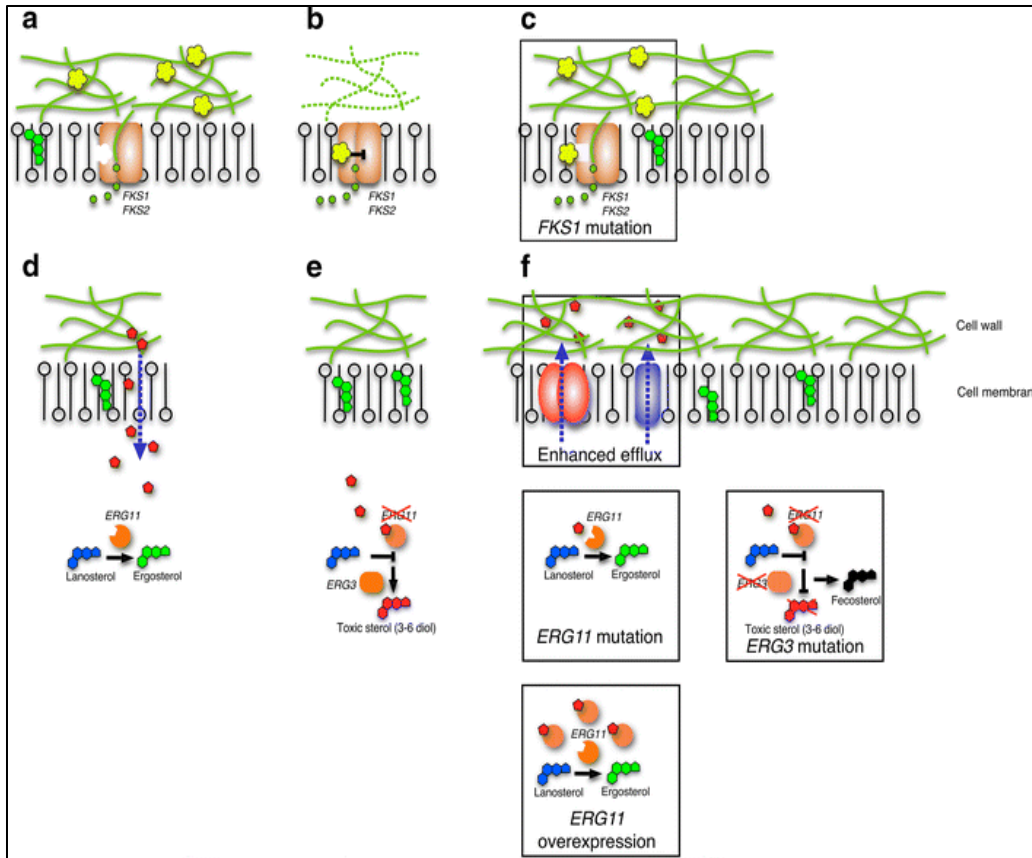 a
b
c
FKS1
FKS2
FKS1
FKS2
FKS1
FKS2
FKS1 mutation
d
e
f
Cell wall
Cell membrane
Enhanced efflux
ERG11
Lanosterol
Ergosterol
ERG11
ERG3
Toxic sterol (3-6 diol)
ERG11
Lanosterol
Ergosterol
ERG11 mutation
ERG11
ERG3
Fecosterol
Toxic sterol (3-6 diol)
ERG3 mutation
ERG11
Lanosterol
Ergosterol
ERG11
overexpression